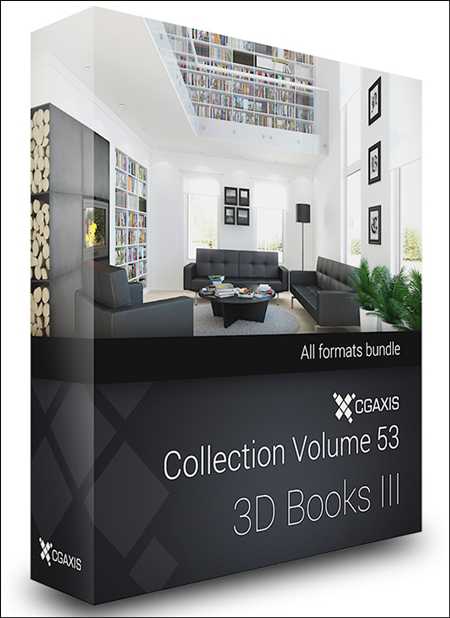 All formats bundle
CGAXIS
Collection Volume 53
3D Books III
CGAXIS